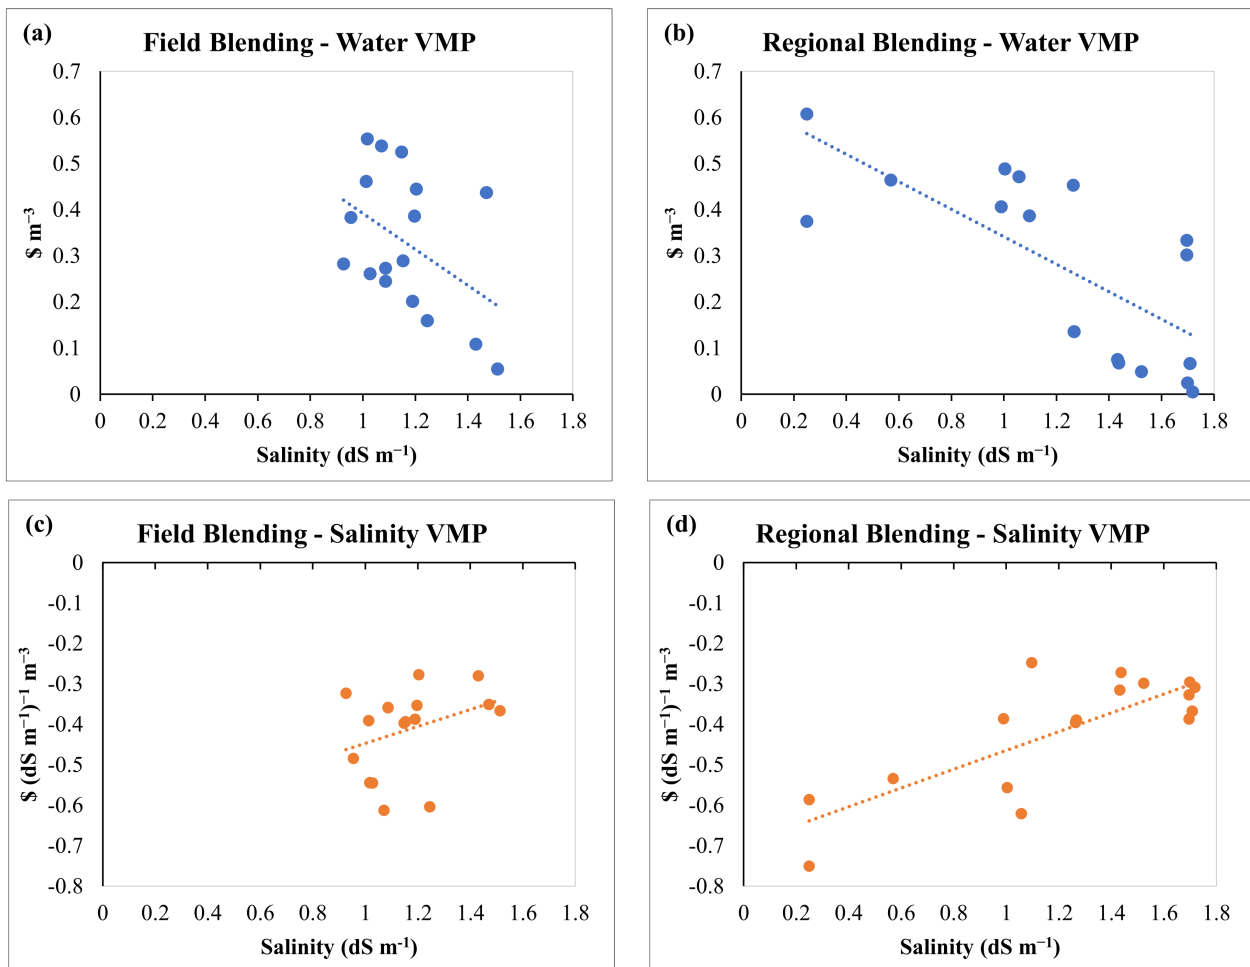 (a)
Field Blending - Water VMP
0.7
0.6
0.5
0.4
0.3
0.2
0.1
0
$ m⁻³
0 0.2 0.4 0.6 0.8 1 1.2 1.4 1.6 1.8
Salinity (dS m⁻¹)
(b)
Regional Blending - Water VMP
0.7
0.6
0.5
0.4
0.3
0.2
0.1
0
$ m⁻³
0 0.2 0.4 0.6 0.8 1 1.2 1.4 1.6 1.8
Salinity (dS m⁻¹)
(c)
Field Blending - Salinity VMP
0
-0.1
-0.2
-0.3
-0.4
-0.5
-0.6
-0.7
-0.8
$ (dS m⁻¹)⁻¹ m⁻³
0 0.2 0.4 0.6 0.8 1 1.2 1.4 1.6 1.8
Salinity (dS m⁻¹)
(d)
Regional Blending - Salinity VMP
0
-0.1
-0.2
-0.3
-0.4
-0.5
-0.6
-0.7
-0.8
$ (dS m⁻¹)⁻¹ m⁻³
0 0.2 0.4 0.6 0.8 1 1.2 1.4 1.6 1.8
Salinity (dS m⁻¹)